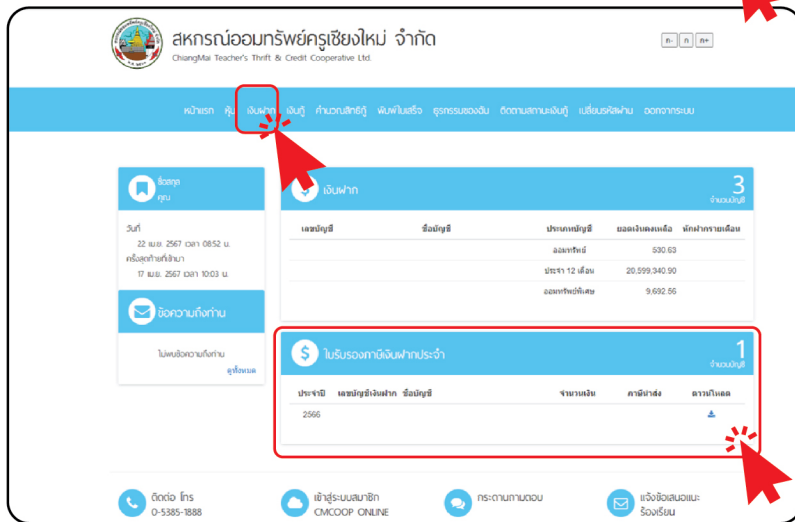 สหกรณ์ออมทรัพย์ครูเชียงใหม่ จำกัด
ChiangMai Teacher's Thrift & Credit Cooperative Ltd.
ก- ก ก+
หน้าแรก หุ้น เงินฝาก เงินกู้ คำนวณสิทธิกู้ พิมพ์ใบเสร็จ ธุรกรรมของฉัน ติดตามสถานะเงินกู้ เปลี่ยนรหัสผ่าน ออกจากระบบ
ชื่อสกุล
คุณ
วันที่
22 เม.ย. 2567 เวลา 08:52 น.
ครั้งสุดท้ายที่เข้ามา
17 เม.ย. 2567 เวลา 10:03 น.
ข้อความถึงท่าน
ไม่พบข้อความถึงท่าน
ดูทั้งหมด
เงินฝาก
3
จำนวนบัญชี
เลขบัญชี ชื่อบัญชี ประเภทบัญชี ยอดเงินคงเหลือ หักฝากรายเดือน
ออมทรัพย์ 530.63
ประจำ 12 เดือน 20,599,340.90
ออมทรัพย์พิเศษ 9,692.56
ใบรับรองภาษีเงินฝากประจำ
1
จำนวนบัญชี
ประจำปี เลขบัญชีเงินฝาก ชื่อบัญชี จำนวนเงิน ภาษีนำส่ง ดาวน์โหลด
2566
ติดต่อ โทร
0-5385-1888
เข้าสู่ระบบสมาชิก
CMCOOP ONLINE
กระดานถามตอบ
แจ้งข้อเสนอแนะ
ร้องเรียน